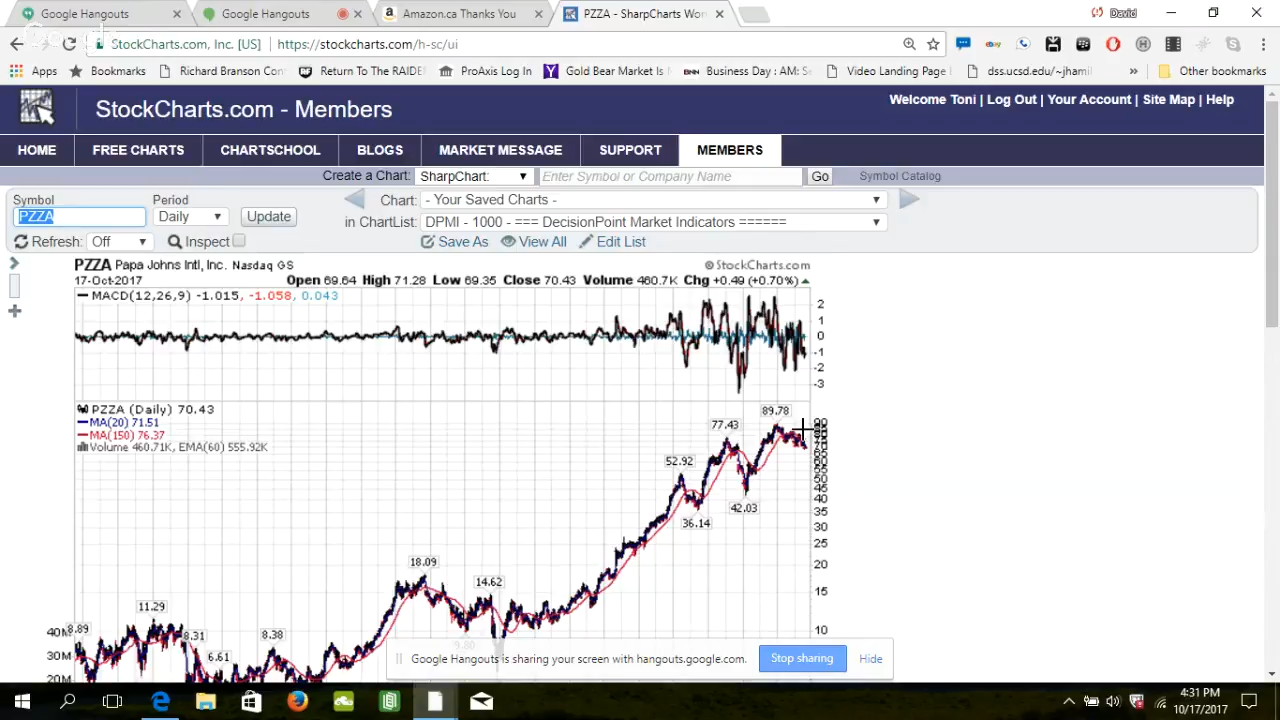 Google Hangouts
Google Hangouts
Amazon.ca Thank You
PZZA - SharpCharts Wor
David
StockCharts.com, Inc. [US]
https://stockcharts.com/h-sc/ui
Apps
Bookmarks
Richard Branson Con
Return To The RAIDE
ProAxis Log In
Gold Bear Market Is
BNN
Business Day : AM: Se
Video Landing Page
dss.ucsd.edu/~jhamil
»
Other bookmarks
StockCharts.com - Members
Welcome Toni | Log Out | Your Account | Site Map | Help
HOME
FREE CHARTS
CHARTSCHOOL
BLOGS
MARKET MESSAGE
SUPPORT
MEMBERS
Create a Chart:
SharpChart:
Enter Symbol or Company Name
Go
Symbol Catalog
Symbol
Period
PZZA
Daily
Update
Chart:
- Your Saved Charts -
in ChartList:
DPMI - 1000 - === DecisionPoint Market Indicators ======
Refresh:
Off
Inspect
Save As
View All
Edit List
PZZA Papa Johns Intl, Inc. Nasdaq GS
© StockCharts.com
17-Oct-2017
Open 69.64 High 71.28 Low 69.35 Close 70.43 Volume 460.7K Chg +0.49 (+0.70%)
MACD(12,26,9) -1.015, -1.058, 0.043
2
1
0
-1
-2
-3
PZZA (Daily) 70.43
MA(20) 71.51
MA(150) 76.37
Volume 460.71K, EMA(60) 555.92K
89.78
77.43
52.92
42.03
36.14
18.09
14.62
11.29
8.89
8.31
8.38
6.61
9.80
90
70
65
60
55
50
45
40
35
30
25
20
15
10
40M
30M
Google Hangouts is sharing your screen with hangouts.google.com.
Stop sharing
Hide
4:31 PM
10/17/2017